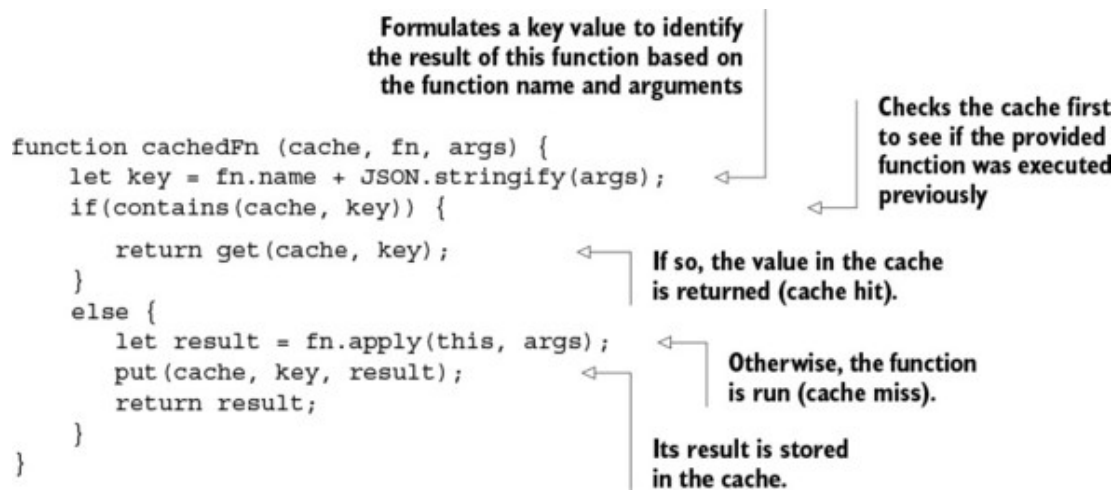 Formulates a key value to identify
the result of this function based on
the function name and arguments
Checks the cache first
to see if the provided
function was executed
previously
function cachedFn (cache, fn, args) {
let key = fn.name + JSON.stringify(args);
if(contains(cache, key)) {
return get(cache, key);
}
else {
let result = fn.apply(this, args);
put(cache, key, result);
return result;
}
}
If so, the value in the cache
is returned (cache hit).
Otherwise, the function
is run (cache miss).
Its result is stored
in the cache.